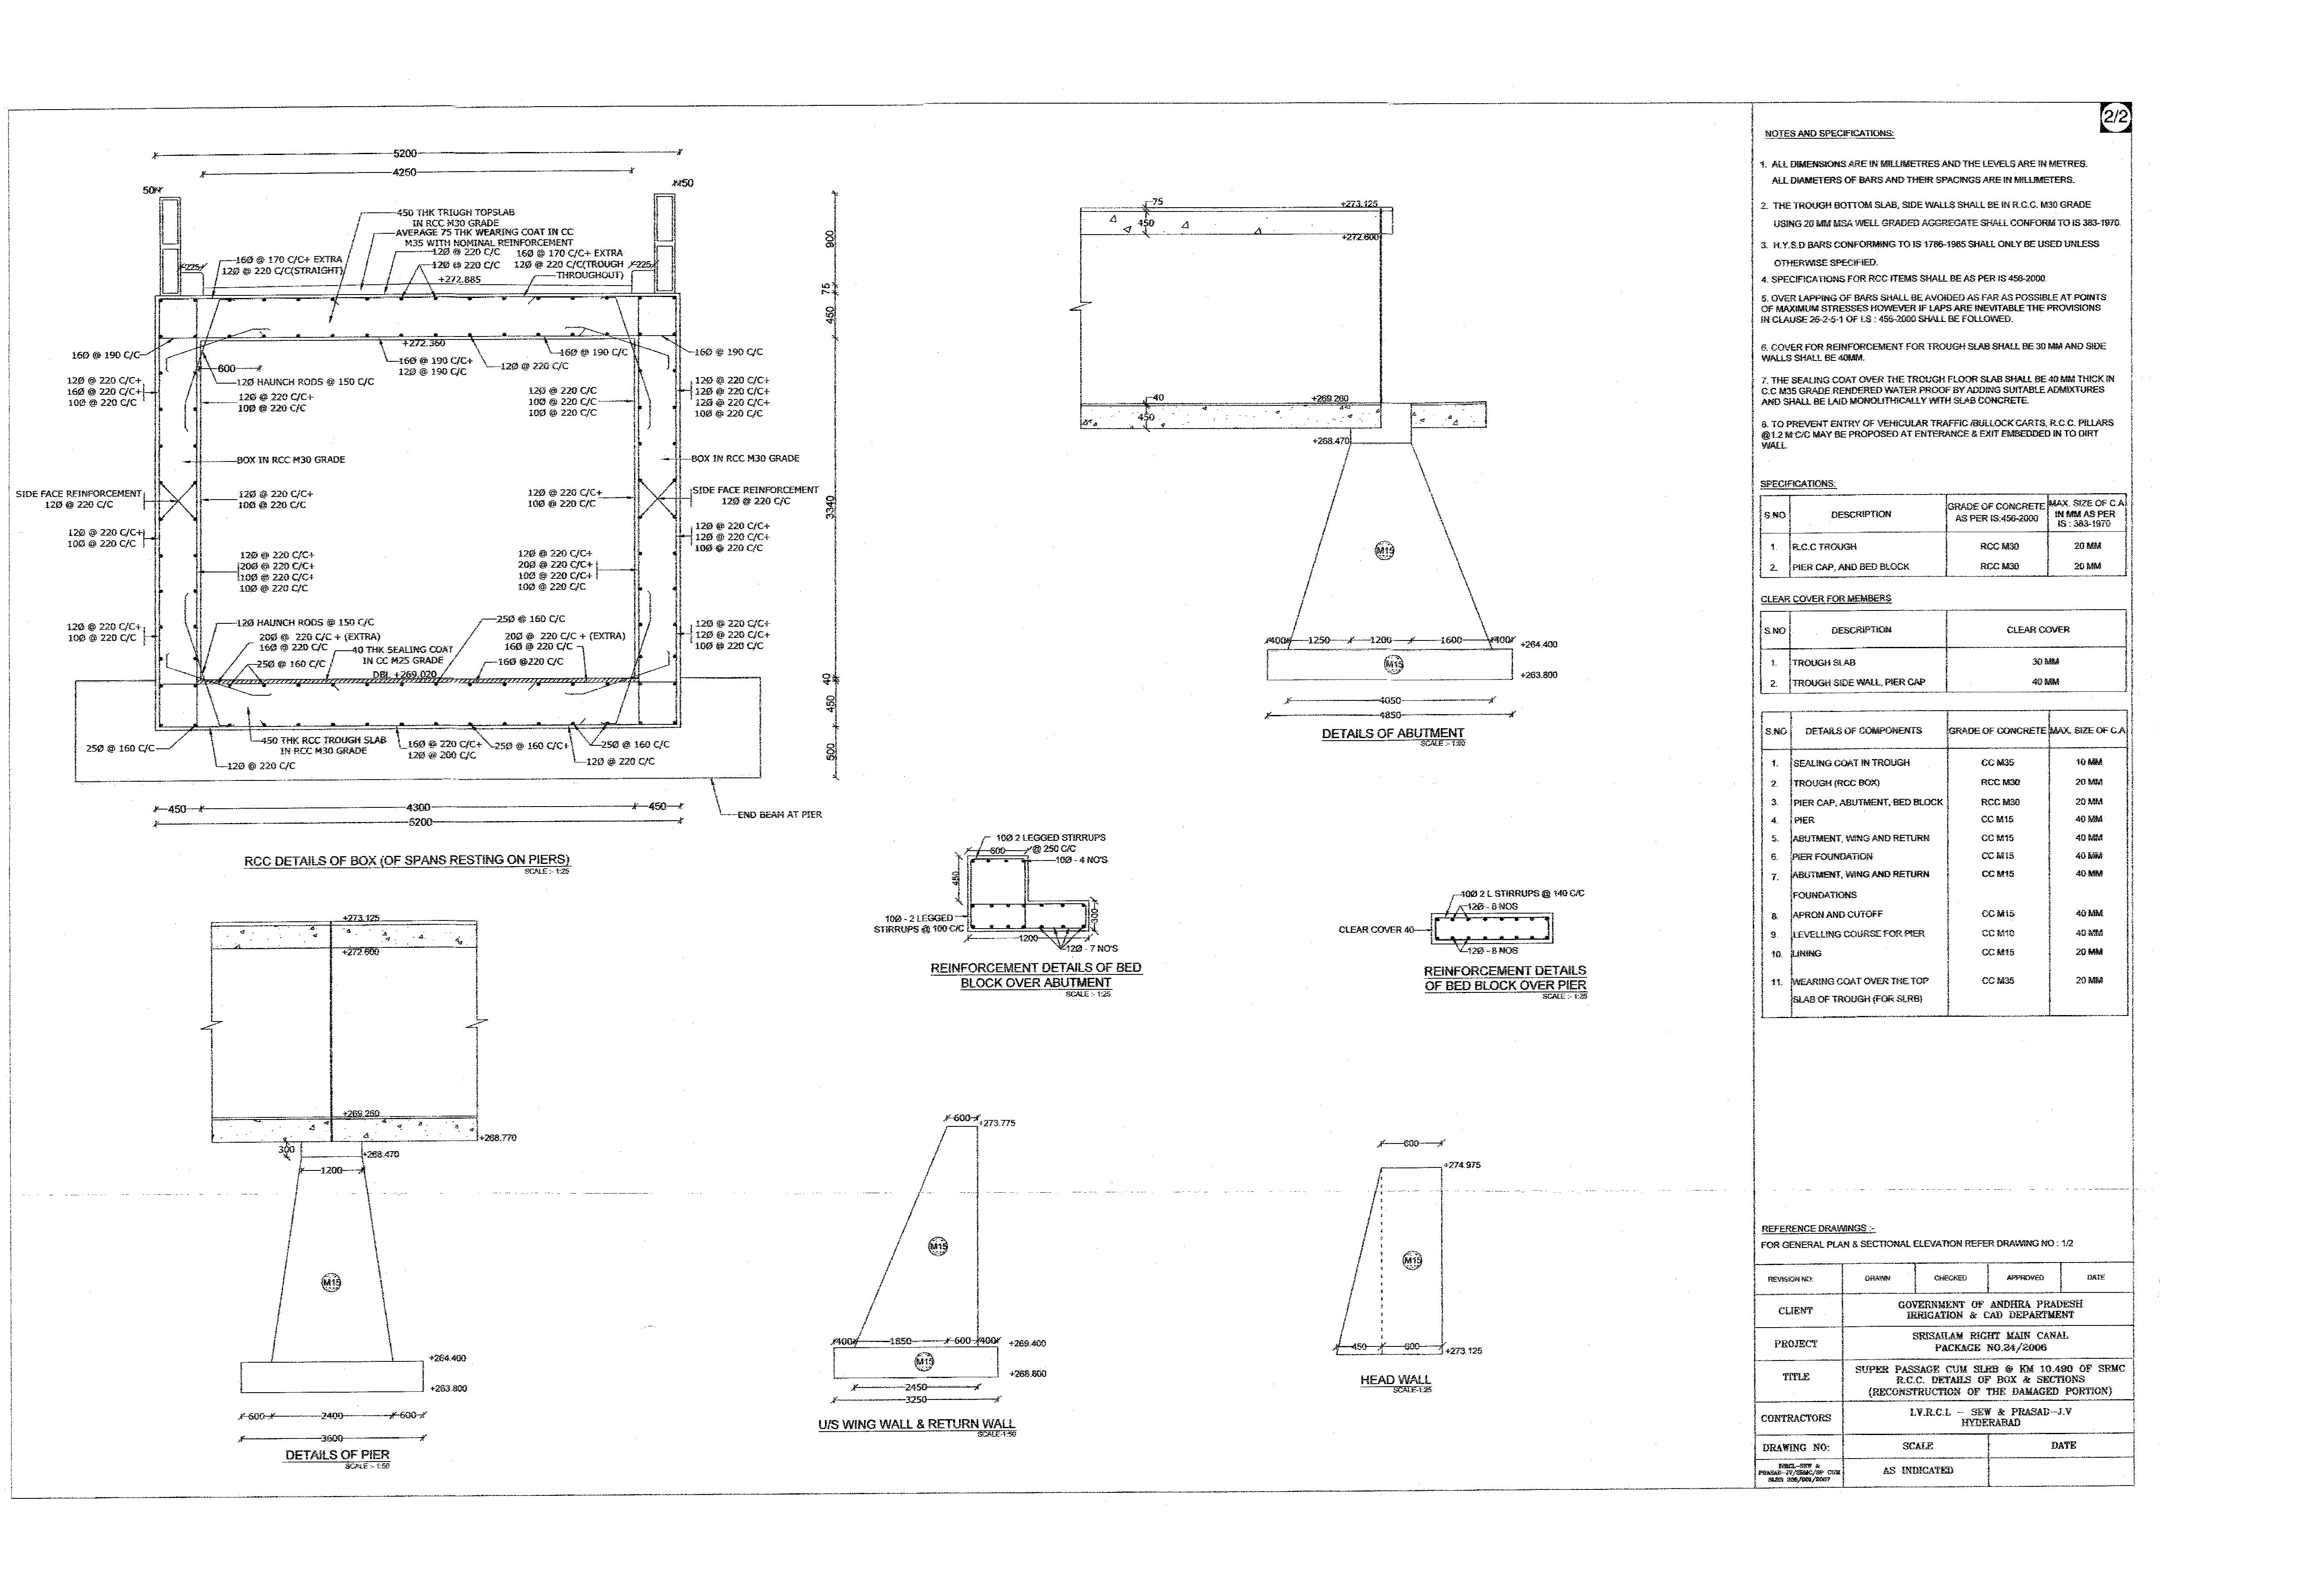 2/2
5200
4250
50
150
450 THK TRIUGH TOPSLAB
IN RCC M30 GRADE
AVERAGE 75 THK WEARING COAT IN CC
M35 WITH NOMINAL REINFORCEMENT
12Ø @ 220 C/C
16Ø @ 170 C/C+ EXTRA
16Ø @ 170 C/C+ EXTRA
12Ø @ 220 C/C(STRAIGHT)
12Ø @ 220 C/C
12Ø @ 220 C/C(TROUGH
THROUGHOUT)
225
225
+272.885
900
75
450
3340
40
450
500
+272.360
16Ø @ 190 C/C
16Ø @ 190 C/C+
12Ø @ 190 C/C
16Ø @ 190 C/C
12Ø @ 220 C/C
16Ø @ 190 C/C
600
12Ø HAUNCH RODS @ 150 C/C
12Ø @ 220 C/C+
16Ø @ 220 C/C+
10Ø @ 220 C/C
12Ø @ 220 C/C+
10Ø @ 220 C/C
12Ø @ 220 C/C
10Ø @ 220 C/C
10Ø @ 220 C/C
12Ø @ 220 C/C+
12Ø @ 220 C/C+
12Ø @ 220 C/C+
10Ø @ 220 C/C
BOX IN RCC M30 GRADE
BOX IN RCC M30 GRADE
SIDE FACE REINFORCEMENT
12Ø @ 220 C/C
12Ø @ 220 C/C+
10Ø @ 220 C/C
12Ø @ 220 C/C+
10Ø @ 220 C/C
SIDE FACE REINFORCEMENT
12Ø @ 220 C/C
12Ø @ 220 C/C+
10Ø @ 220 C/C
12Ø @ 220 C/C+
12Ø @ 220 C/C+
10Ø @ 220 C/C
12Ø @ 220 C/C+
20Ø @ 220 C/C+
10Ø @ 220 C/C+
10Ø @ 220 C/C
12Ø @ 220 C/C+
20Ø @ 220 C/C+
10Ø @ 220 C/C+
10Ø @ 220 C/C
12Ø @ 220 C/C+
10Ø @ 220 C/C
12Ø @ 220 C/C+
12Ø @ 220 C/C+
10Ø @ 220 C/C
12Ø HAUNCH RODS @ 150 C/C
25Ø @ 160 C/C
20Ø @ 220 C/C + (EXTRA)
16Ø @ 220 C/C
20Ø @ 220 C/C + (EXTRA)
16Ø @ 220 C/C
40 THK SEALING COAT
IN CC M25 GRADE
25Ø @ 160 C/C
16Ø @220 C/C
DBL +269.020
25Ø @ 160 C/C
450 THK RCC TROUGH SLAB
IN RCC M30 GRADE
12Ø @ 220 C/C
16Ø @ 220 C/C+
12Ø @ 200 C/C
25Ø @ 160 C/C+
25Ø @ 160 C/C
12Ø @ 220 C/C
END BEAM AT PIER
450
4300
450
5200
RCC DETAILS OF BOX (OF SPANS RESTING ON PIERS)
SCALE :- 1:25
75
+273.125
450
+272.600
40
+269.260
450
+268.470
M15
400
1250
1200
1600
400
+264.400
M15
+263.800
4050
4850
DETAILS OF ABUTMENT
SCALE :- 1:50
10Ø 2 LEGGED STIRRUPS
@ 250 C/C
600
10Ø - 4 NO'S
450
10Ø - 2 LEGGED
STIRRUPS @ 100 C/C
300
1200
12Ø - 7 NO'S
REINFORCEMENT DETAILS OF BED
BLOCK OVER ABUTMENT
SCALE :- 1:25
10Ø 2 L STIRRUPS @ 140 C/C
12Ø - 8 NOS
CLEAR COVER 40
12Ø - 8 NOS
REINFORCEMENT DETAILS
OF BED BLOCK OVER PIER
SCALE :- 1:25
+273.125
+272.600
+269.260
+268.770
300
+268.470
1200
M15
+264.400
+263.800
600
2400
600
3600
DETAILS OF PIER
SCALE :- 1:50
600
+273.775
M15
400
1850
600
400
+269.400
M15
+268.800
2450
3250
U/S WING WALL & RETURN WALL
SCALE-1:50
600
+274.975
M15
450
600
+273.125
HEAD WALL
SCALE-1:25
NOTES AND SPECIFICATIONS:
1. ALL DIMENSIONS ARE IN MILLIMETRES AND THE LEVELS ARE IN METRES.
ALL DIAMETERS OF BARS AND THEIR SPACINGS ARE IN MILLIMETERS.
2. THE TROUGH BOTTOM SLAB, SIDE WALLS SHALL BE IN R.C.C. M30 GRADE
USING 20 MM MSA WELL GRADED AGGREGATE SHALL CONFORM TO IS 383-1970.
3. H.Y.S.D BARS CONFORMING TO IS 1786-1985 SHALL ONLY BE USED UNLESS
OTHERWISE SPECIFIED.
4. SPECIFICATIONS FOR RCC ITEMS SHALL BE AS PER IS 456-2000.
5. OVER LAPPING OF BARS SHALL BE AVOIDED AS FAR AS POSSIBLE AT POINTS
OF MAXIMUM STRESSES HOWEVER IF LAPS ARE INEVITABLE THE PROVISIONS
IN CLAUSE 26-2-5-1 OF I.S : 456-2000 SHALL BE FOLLOWED.
6. COVER FOR REINFORCEMENT FOR TROUGH SLAB SHALL BE 30 MM AND SIDE
WALLS SHALL BE 40MM.
7. THE SEALING COAT OVER THE TROUGH FLOOR SLAB SHALL BE 40 MM THICK IN
C.C M35 GRADE,RENDERED WATER PROOF BY ADDING SUITABLE ADMIXTURES
AND SHALL BE LAID MONOLITHICALLY WITH SLAB CONCRETE.
8. TO PREVENT ENTRY OF VEHICULAR TRAFFIC /BULLOCK CARTS, R.C.C. PILLARS
@1.2 M C/C MAY BE PROPOSED AT ENTERANCE & EXIT EMBEDDED IN TO DIRT
WALL.
SPECIFICATIONS:
S.NO DESCRIPTION GRADE OF CONCRETE AS PER IS:456-2000 MAX. SIZE OF C.A IN MM AS PER IS : 383-1970
1. R.C.C TROUGH RCC M30 20 MM
2. PIER CAP, AND BED BLOCK RCC M30 20 MM
CLEAR COVER FOR MEMBERS
S.NO DESCRIPTION CLEAR COVER
1. TROUGH SLAB 30 MM
2. TROUGH SIDE WALL, PIER CAP 40 MM
S.NO DETAILS OF COMPONENTS GRADE OF CONCRETE MAX. SIZE OF C.A
1. SEALING COAT IN TROUGH CC M35 10 MM
2. TROUGH (RCC BOX) RCC M30 20 MM
3. PIER CAP, ABUTMENT, BED BLOCK RCC M30 20 MM
4. PIER CC M15 40 MM
5. ABUTMENT, WING AND RETURN CC M15 40 MM
6. PIER FOUNDATION CC M15 40 MM
7. ABUTMENT, WING AND RETURN CC M15 40 MM
FOUNDATIONS
8. APRON AND CUTOFF CC M15 40 MM
9. LEVELLING COURSE FOR PIER CC M10 40 MM
10. LINING CC M15 20 MM
11. WEARING COAT OVER THE TOP CC M35 20 MM
SLAB OF TROUGH (FOR SLRB)
REFERENCE DRAWINGS :-
FOR GENERAL PLAN & SECTIONAL ELEVATION REFER DRAWING NO : 1/2
REVISION NO: DRAWN CHECKED APPROVED DATE
CLIENT
GOVERNMENT OF ANDHRA PRADESH
IRRIGATION & CAD DEPARTMENT
PROJECT
SRISAILAM RIGHT MAIN CANAL
PACKAGE NO.24/2006
TITLE
SUPER PASSAGE CUM SLRB @ KM 10.490 OF SRMC
R.C.C. DETAILS OF BOX & SECTIONS
(RECONSTRUCTION OF THE DAMAGED PORTION)
CONTRACTORS
I.V.R.C.L - SEW & PRASAD-J.V
HYDERABAD
DRAWING NO: SCALE DATE
IVRCL-SEW &
PRASAD-JV/SRMC/SP CUM
AS INDICATED